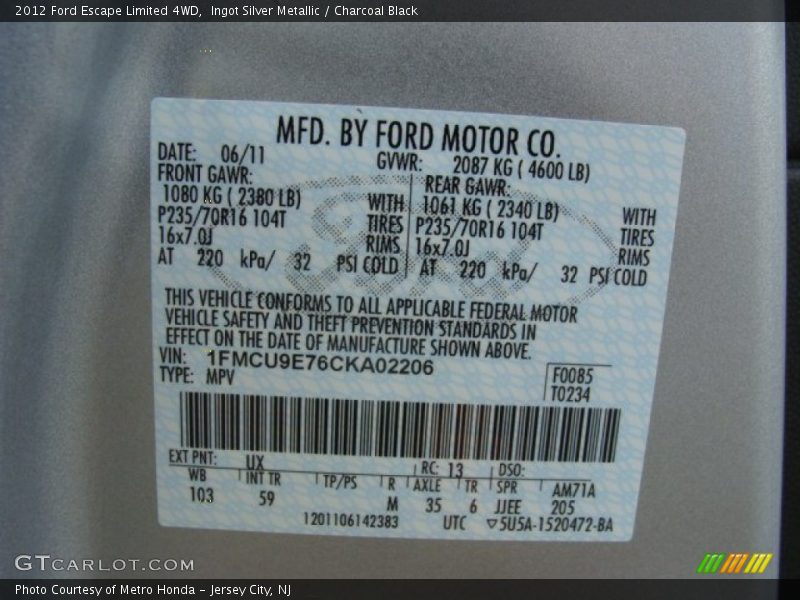 2012 Ford Escape Limited 4WD, Ingot Silver Metallic / Charcoal Black
MFD. BY FORD MOTOR CO.
DATE: 06/11 GVWR: 2087 KG ( 4600 LB)
FRONT GAWR: REAR GAWR:
1080 KG ( 2380 LB) WITH 1061 KG ( 2340 LB) WITH
P235/70R16 104T TIRES P235/70R16 104T TIRES
16x7.0J RIMS 16x7.0J RIMS
AT 220 kPa/ 32 PSI COLD AT 220 kPa/ 32 PSI COLD
Ford
THIS VEHICLE CONFORMS TO ALL APPLICABLE FEDERAL MOTOR
VEHICLE SAFETY AND THEFT PREVENTION STANDARDS IN
EFFECT ON THE DATE OF MANUFACTURE SHOWN ABOVE.
VIN: 1FMCU9E76CKA02206
TYPE: MPV
F0085
T0234
EXT PNT: UX RC: 13 DSO:
WB INT TR TP/PS R AXLE TR SPR AM71A
103 59 M 35 6 JJEE 205
1201106142383 UTC ▽5U5A-1520472-BA
GTCARLOT.COM
Photo Courtesy of Metro Honda – Jersey City, NJ